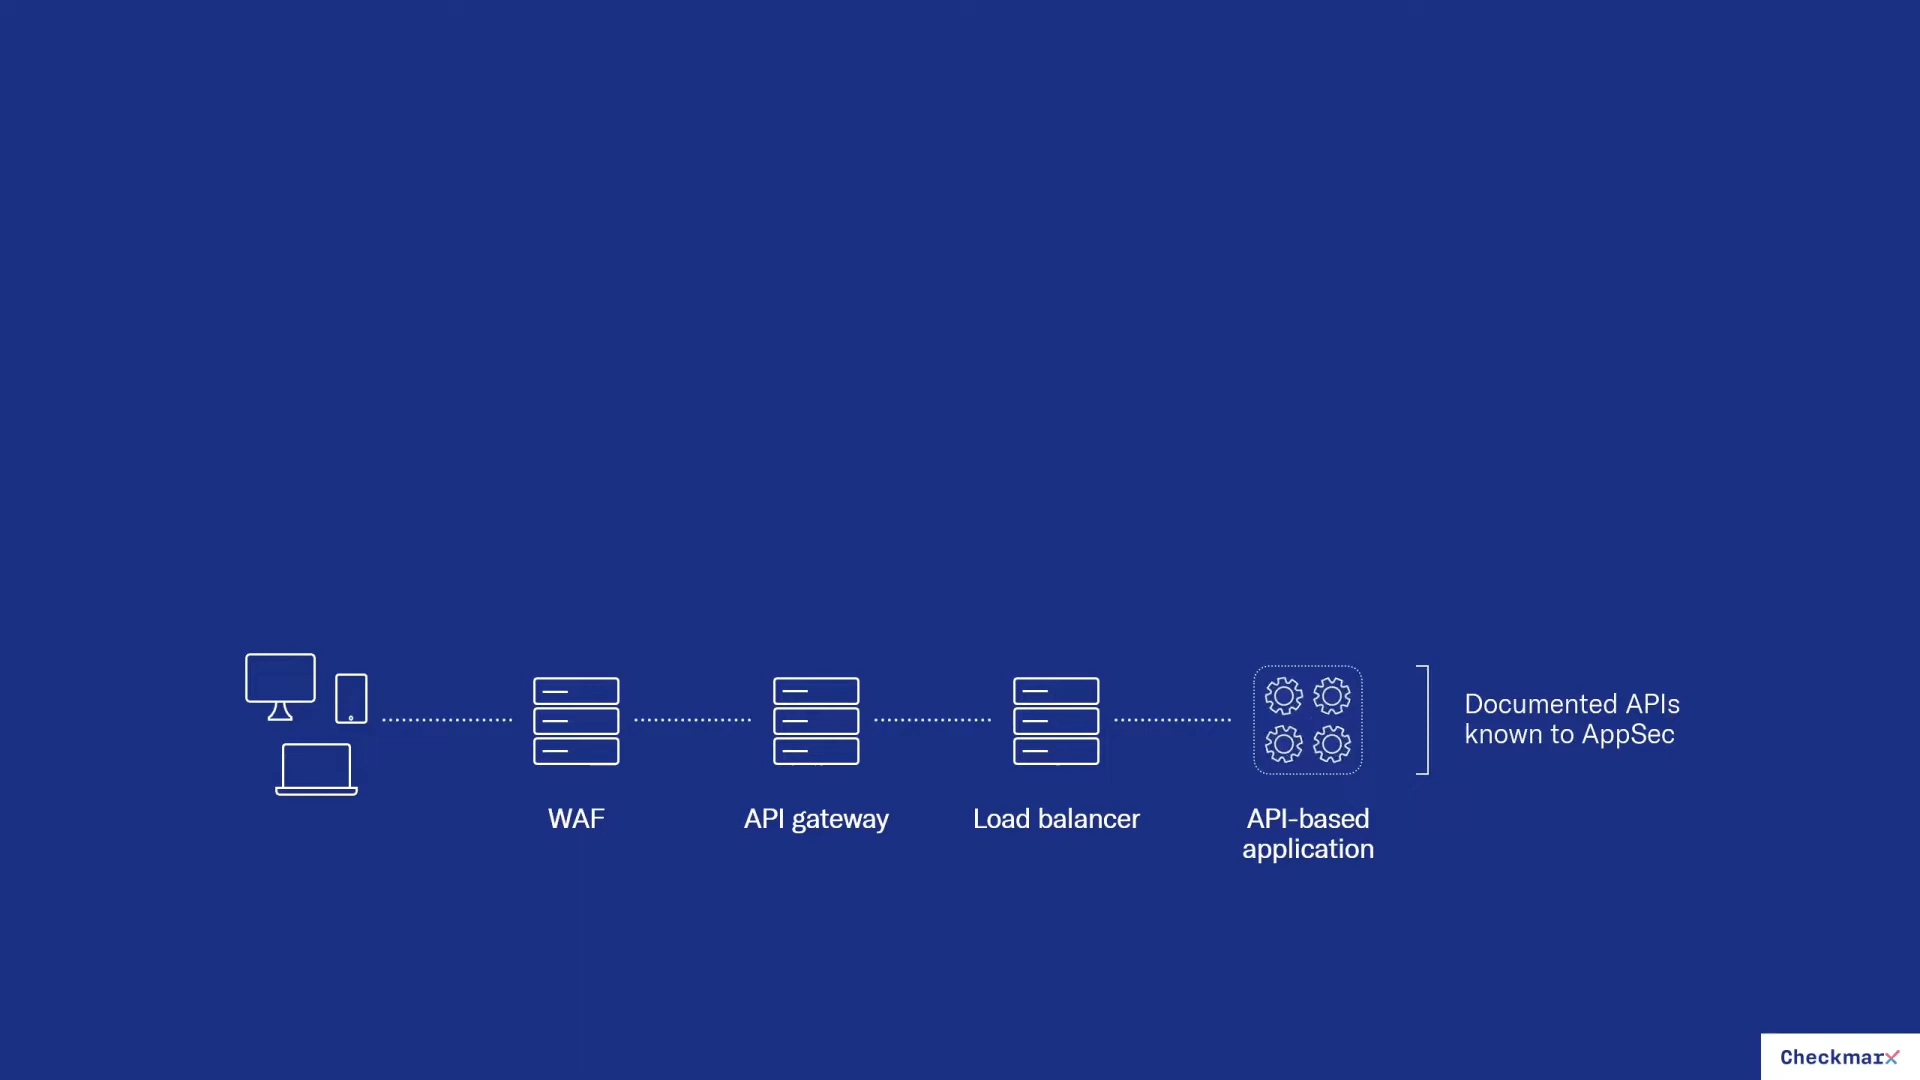 Documented APIs
known to AppSec
WAF
API gateway
Load balancer
API-based
application
Checkmarx